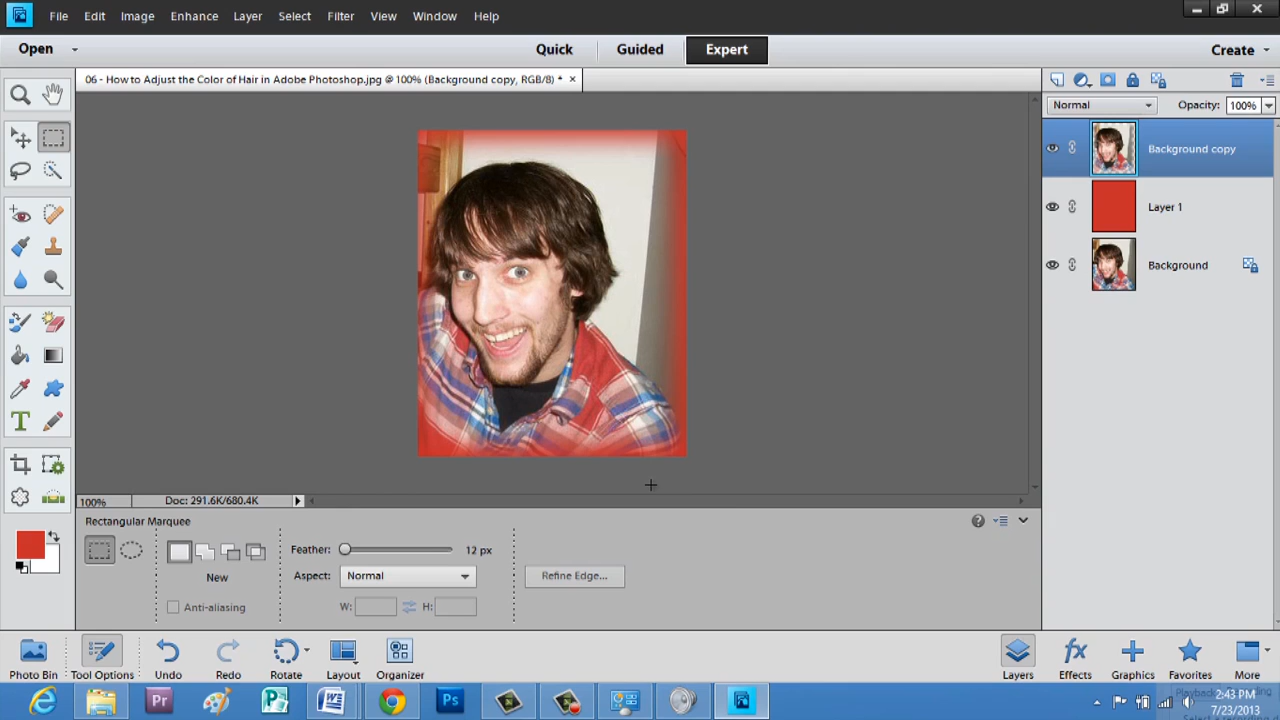 File Edit Image Enhance Layer Select Filter View Window Help
Open Quick Guided Expert Create
06 - How to Adjust the Color of Hair in Adobe Photoshop.jpg @ 100% (Background copy, RGB/8) *
Normal Opacity: 100%
Background copy
Layer 1
Background
100% Doc: 291.6K/680.4K
Rectangular Marquee
Feather: 12 px
New Aspect: Normal Refine Edge...
Anti-aliasing W: H:
Photo Bin Tool Options Undo Redo Rotate Layout Organizer Layers Effects Graphics Favorites More
fx
T
Pr Ps
2:43 PM
7/23/2013